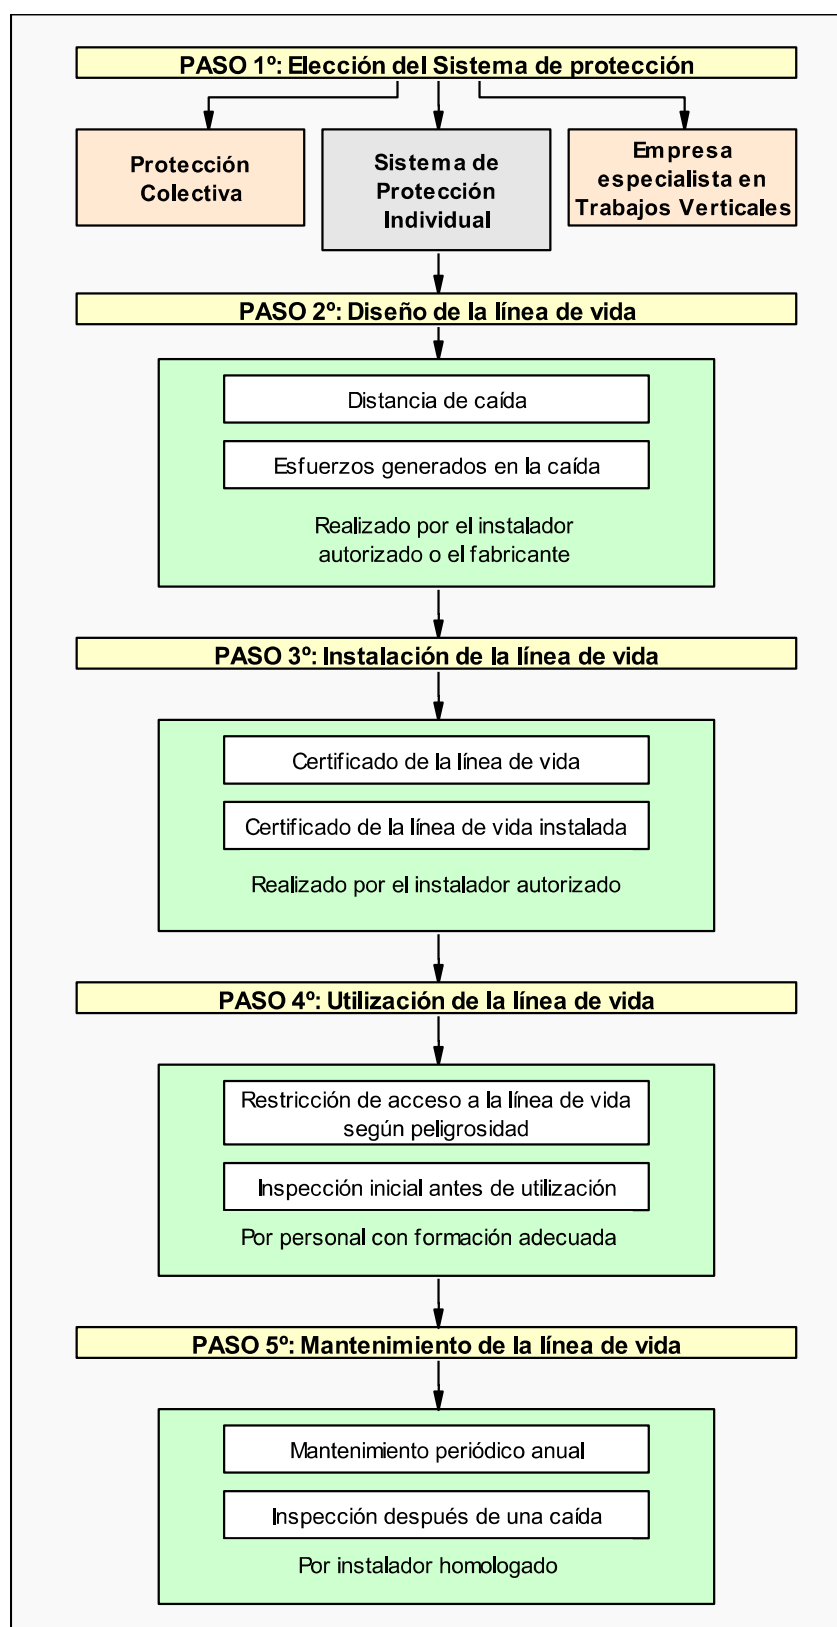 PASO 1º: Elección del Sistema de protección
Protección
Colectiva
Sistema de
Protección
Individual
Empresa
especialista en
Trabajos Verticales
PASO 2º: Diseño de la línea de vida
Distancia de caída
Esfuerzos generados en la caída
Realizado por el instalador
autorizado o el fabricante
PASO 3º: Instalación de la línea de vida
Certificado de la línea de vida
Certificado de la línea de vida instalada
Realizado por el instalador autorizado
PASO 4º: Utilización de la línea de vida
Restricción de acceso a la línea de vida
según peligrosidad
Inspección inicial antes de utilización
Por personal con formación adecuada
PASO 5º: Mantenimiento de la línea de vida
Mantenimiento periódico anual
Inspección después de una caída
Por instalador homologado